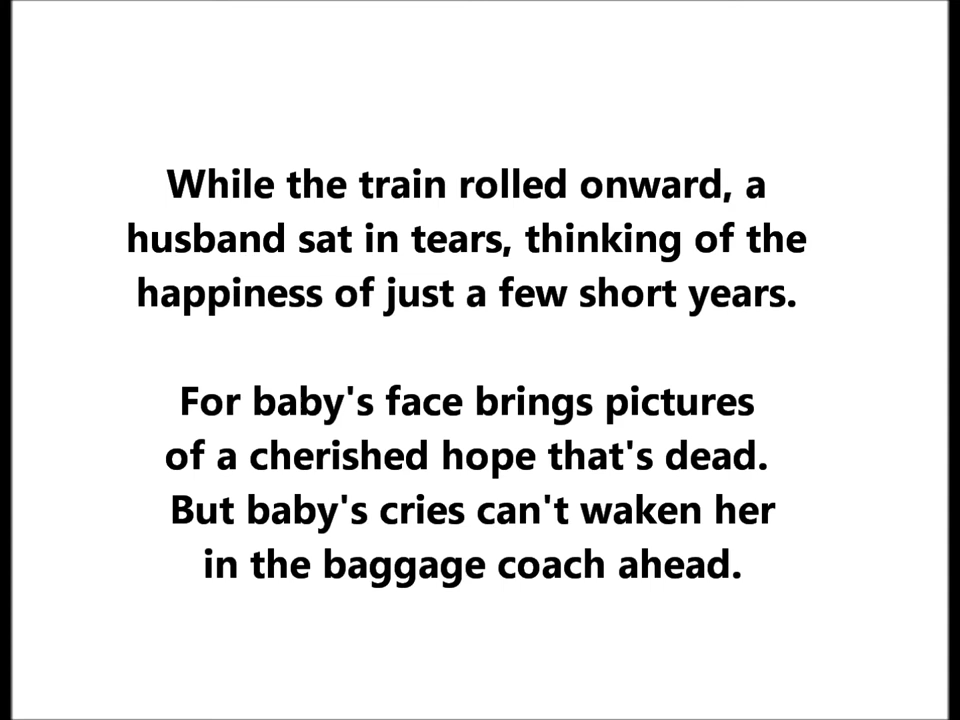 While the train rolled onward, a
husband sat in tears, thinking of the
happiness of just a few short years.
For baby's face brings pictures
of a cherished hope that's dead.
But baby's cries can't waken her
in the baggage coach ahead.